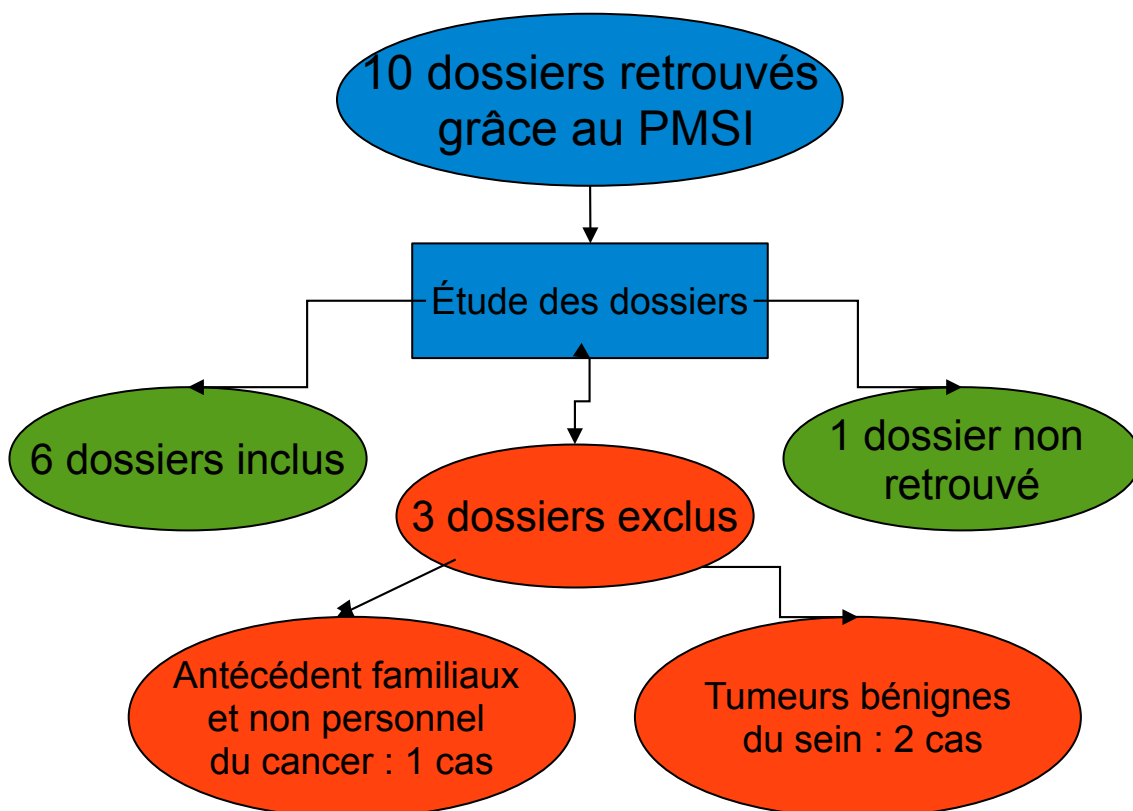 10 dossiers retrouvés
grâce au PMSI
Étude des dossiers
6 dossiers inclus
1 dossier non
retrouvé
3 dossiers exclus
Antécédent familiaux
et non personnel
du cancer : 1 cas
Tumeurs bénignes
du sein : 2 cas